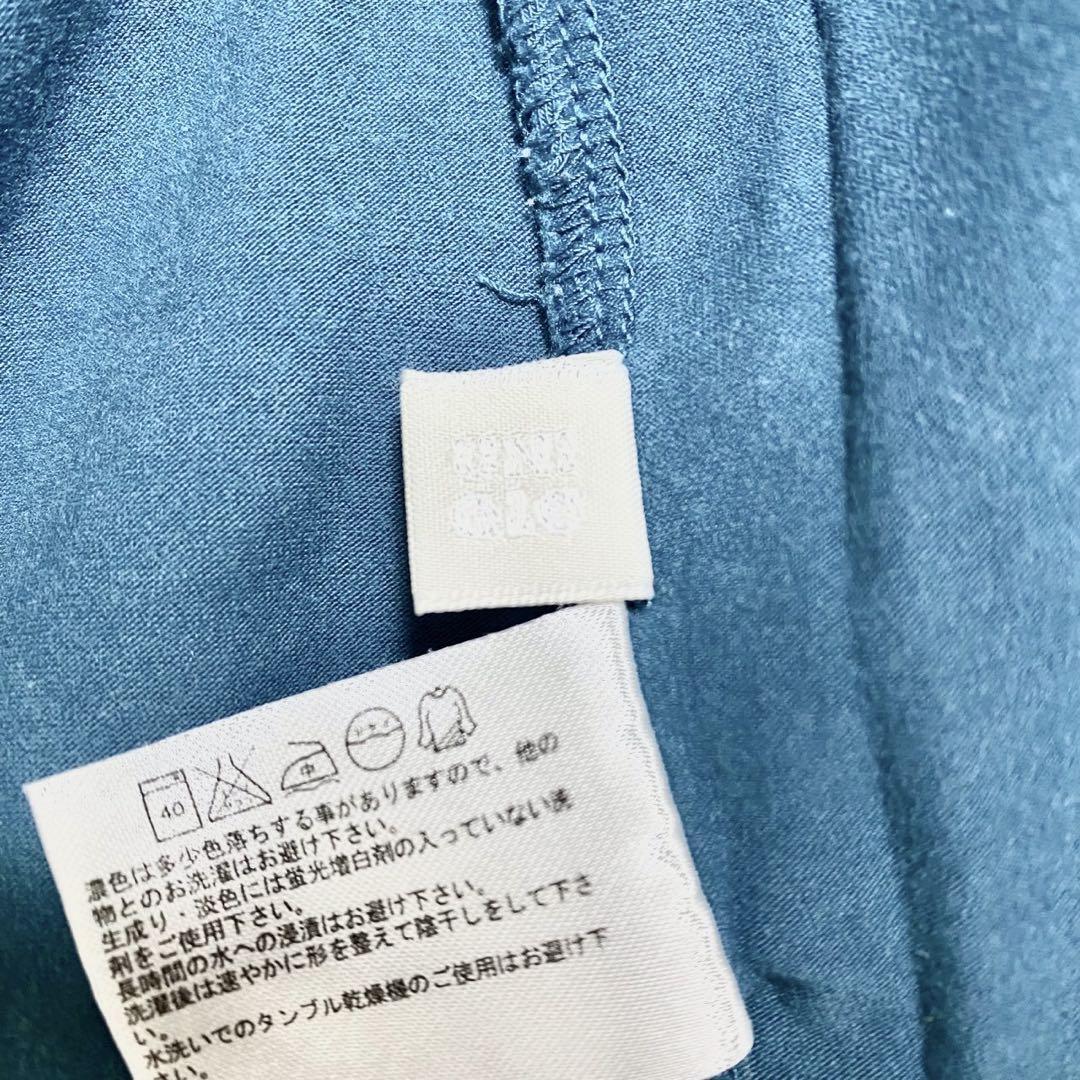 40
中
濃色は多少色落ちする事がありますので、他の
物とのお洗濯はお避け下さい。
生成り・淡色には蛍光増白剤の入っていない洗
剤をご使用下さい。
長時間の水への浸漬はお避け下さい。
洗濯後は速やかに形を整えて陰干しをして下さ
い。
水洗いでのタンブル乾燥機のご使用はお避け下
さい。